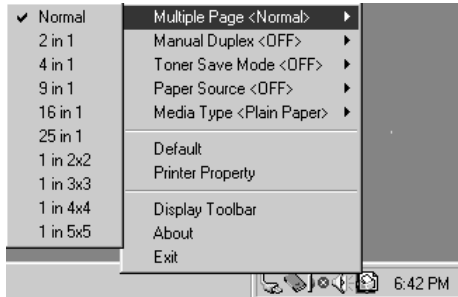 Normal
2 in 1
4 in 1
9 in 1
16 in 1
25 in 1
1 in 2x2
1 in 3x3
1 in 4x4
1 in 5x5
Multiple Page <Normal>
Manual Duplex <OFF>
Toner Save Mode <OFF>
Paper Source <OFF>
Media Type <Plain Paper>
Default
Printer Property
Display Toolbar
About
Exit
6:42 PM